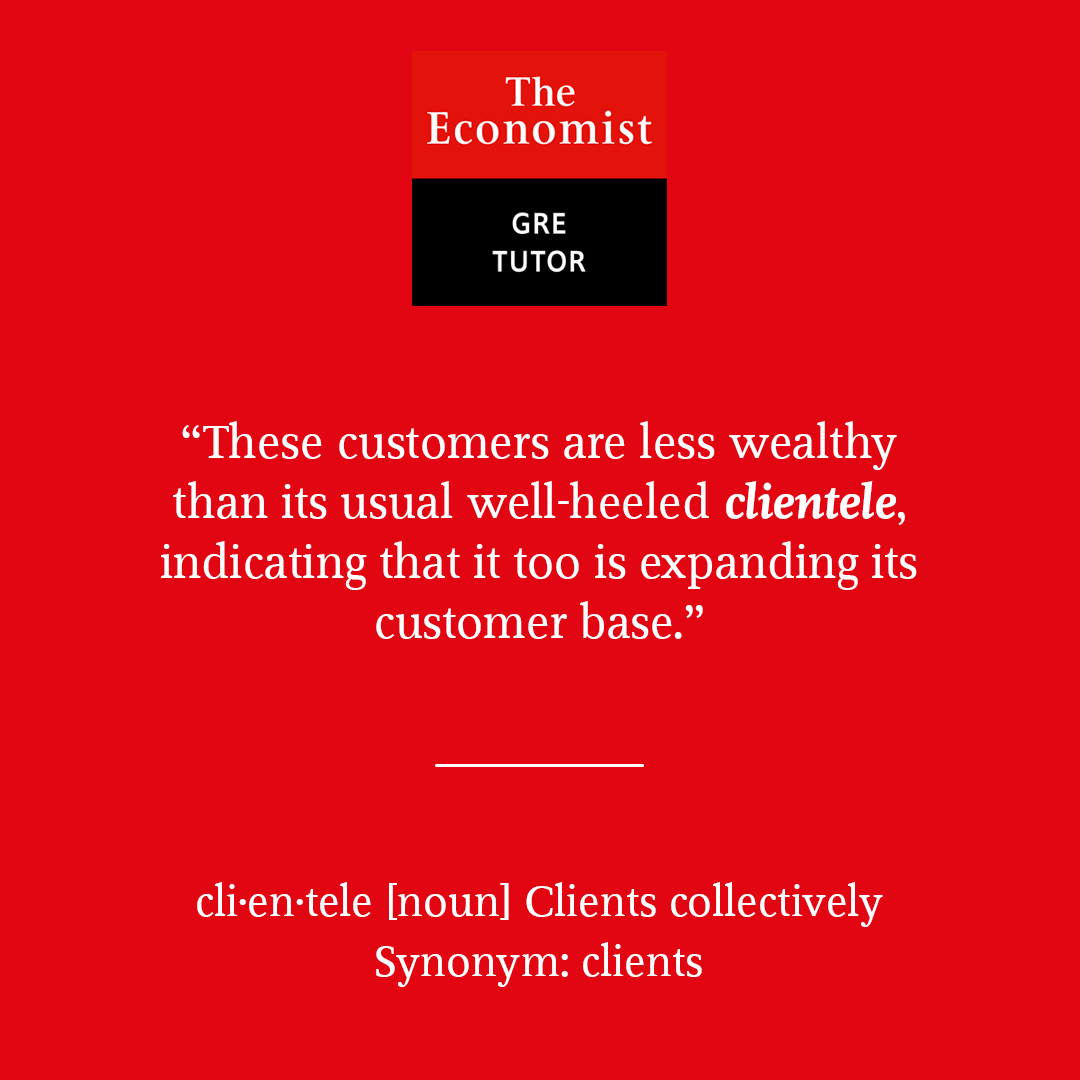 The
Economist
GRE
TUTOR
“These customers are less wealthy
than its usual well-heeled clientele,
indicating that it too is expanding its
customer base.”
cli·en·tele [noun] Clients collectively
Synonym: clients